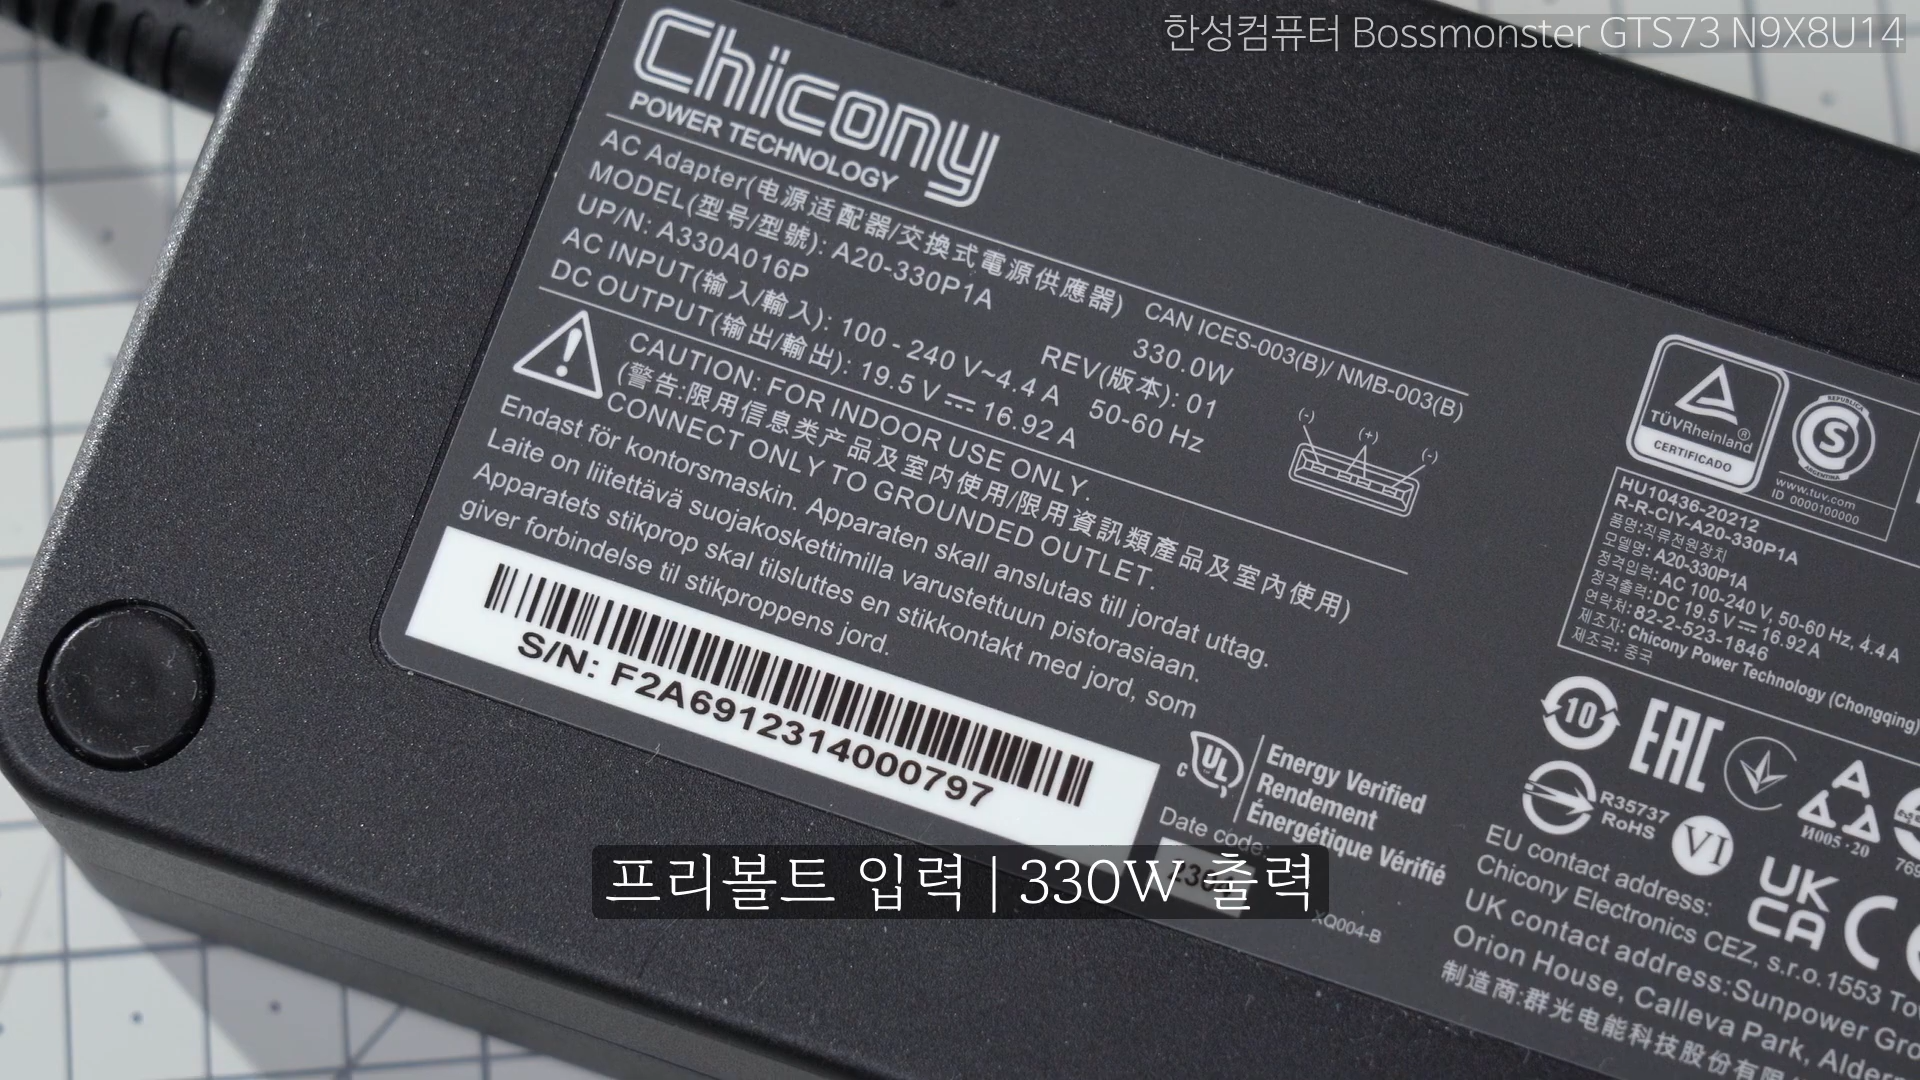 한성컴퓨터 Bossmonster GTS73 N9X8U14
Chicony
POWER TECHNOLOGY
AC Adapter(电源适配器/交換式電源供應器) CAN ICES-003(B)/ NMB-003(B)
MODEL(型号/型號): A20-330P1A 330.0W
UP/N: A330A016P REV(版本): 01
AC INPUT(输入/輸入): 100 - 240 V~4.4 A 50-60 Hz
DC OUTPUT(输出/輸出): 19.5 V ⎓ 16.92 A
(-) (+) (-)
CAUTION: FOR INDOOR USE ONLY.
(警告:限用信息类产品及室内使用/限用資訊類產品及室內使用)
CONNECT ONLY TO GROUNDED OUTLET.
Endast för kontorsmaskin. Apparaten skall anslutas till jordat uttag.
Laite on liitettävä suojakoskettimilla varustettuun pistorasiaan.
Apparatets stikprop skal tilsluttes en stikkontakt med jord, som
giver forbindelse til stikproppens jord.
S/N: F2A6912314000797
TÜVRheinland®
CERTIFICADO
REPUBLICA
S
ARGENTINA
www.tuv.com
ID 0000100000
HU10436-20212
R-R-CIY-A20-330P1A
품명:직류전원장치
모델명: A20-330P1A
정격입력: AC 100-240 V, 50-60 Hz, 4.4 A
정격출력: DC 19.5 V ⎓ 16.92 A
연락처: 82-2-523-1846
제조자: Chicony Power Technology (Chongqing)
제조국: 중국
10
EAC
c UL
Energy Verified
Rendement
Énergétique Vérifié
R35737
RoHS
VI
И005 · 20
UK
CA
Date code:
XQ004-B
EU contact address:
Chicony Electronics CEZ, s.r.o. 1553
UK contact address:Sunpower
Orion House, Calleva Park,
制造商:群光电能科技股份有限
프리볼트 입력 | 330W 출력